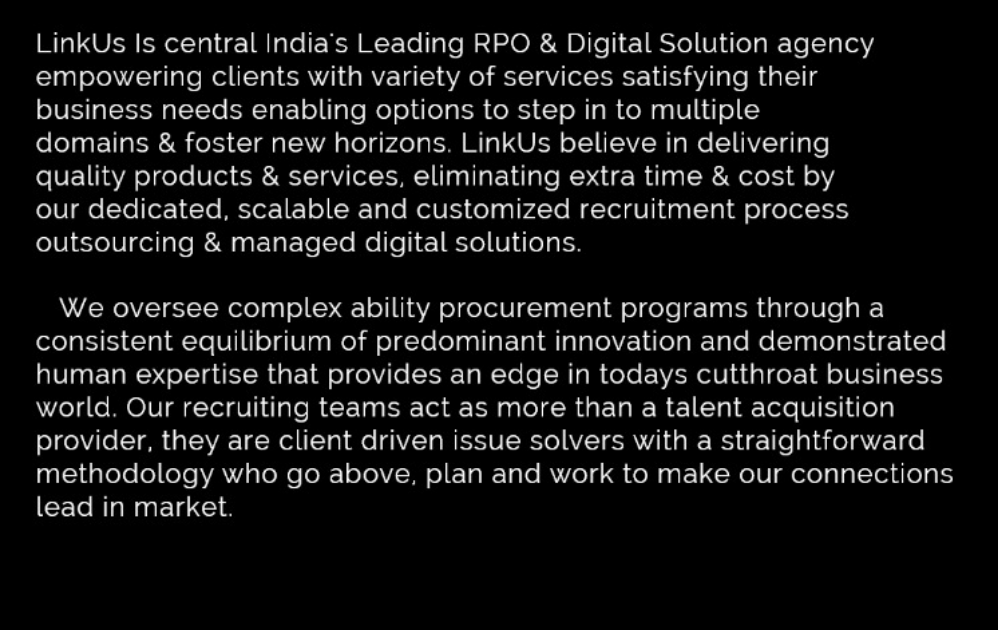 LinkUs Is central India's Leading RPO & Digital Solution agency
empowering clients with variety of services satisfying their
business needs enabling options to step in to multiple
domains & foster new horizons. LinkUs believe in delivering
quality products & services, eliminating extra time & cost by
our dedicated, scalable and customized recruitment process
outsourcing & managed digital solutions.
We oversee complex ability procurement programs through a
consistent equilibrium of predominant innovation and demonstrated
human expertise that provides an edge in todays cutthroat business
world. Our recruiting teams act as more than a talent acquisition
provider, they are client driven issue solvers with a straightforward
methodology who go above, plan and work to make our connections
lead in market.